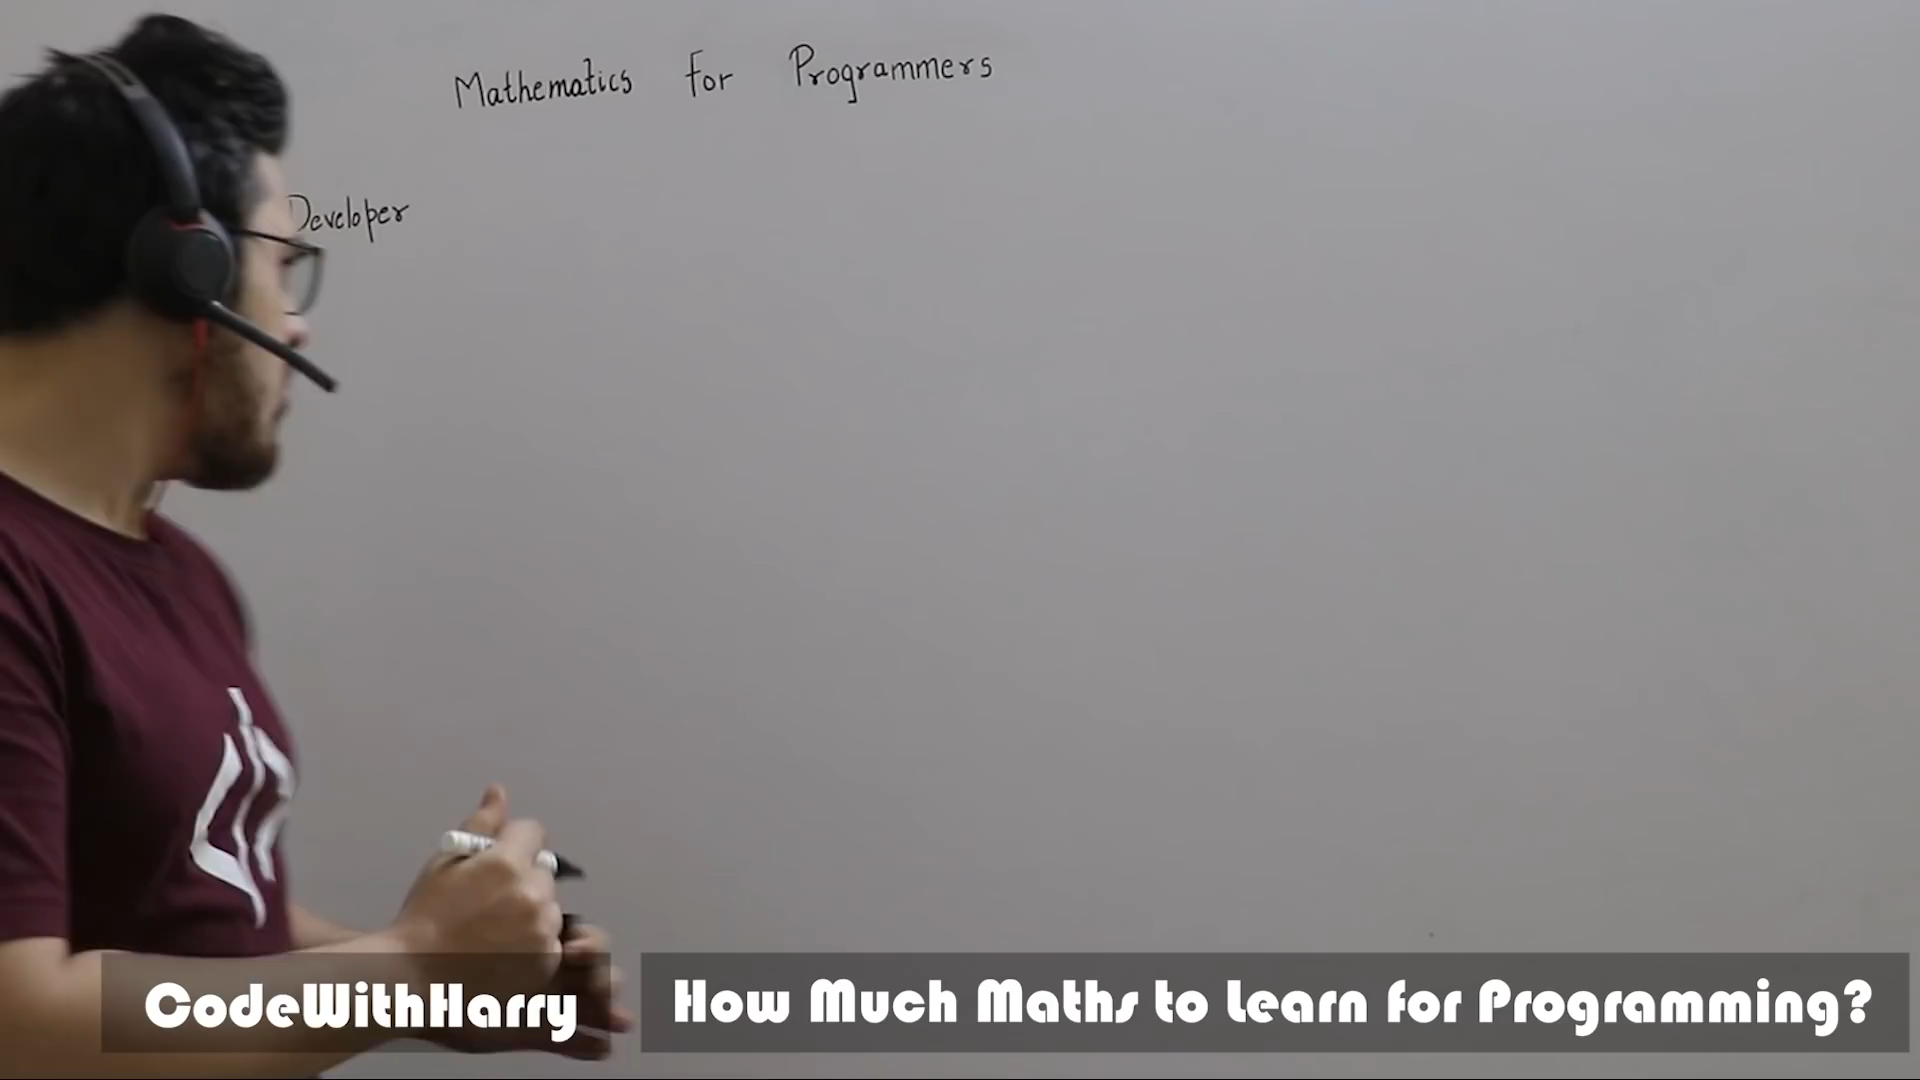 Mathematics for Programmers
Developer
CodeWithHarry
How Much Maths to Learn for Programming?